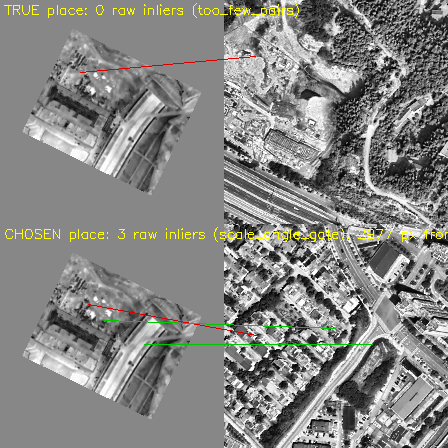 TRUE place: 0 raw inliers (too_few_pairs)
CHOSEN place: 3 raw inliers (scale_angle_gate),